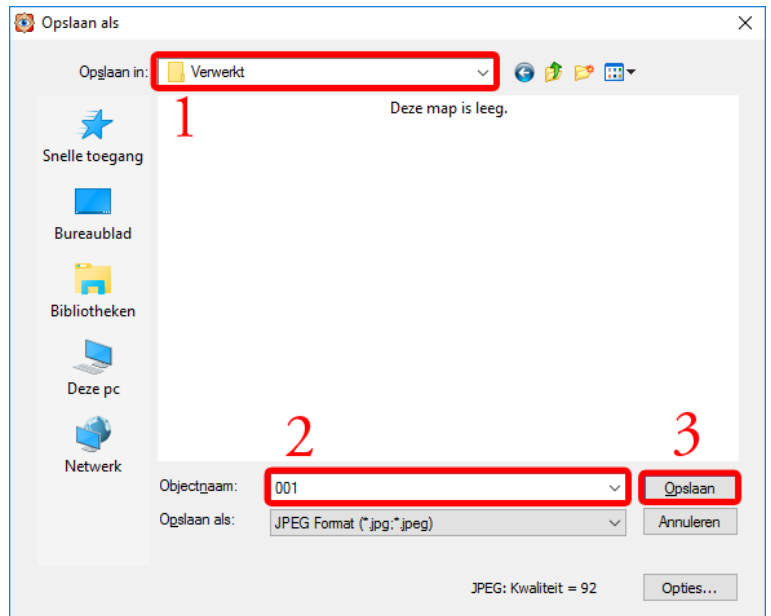 Opslaan als
Opslaan in: Verwerkt
1
Deze map is leeg.
Snelle toegang
Bureaublad
Bibliotheken
Deze pc
Netwerk
2
3
Objectnaam: 001 Opslaan
Opslaan als: JPEG Format (*.jpg;*.jpeg) Annuleren
JPEG: Kwaliteit = 92 Opties...